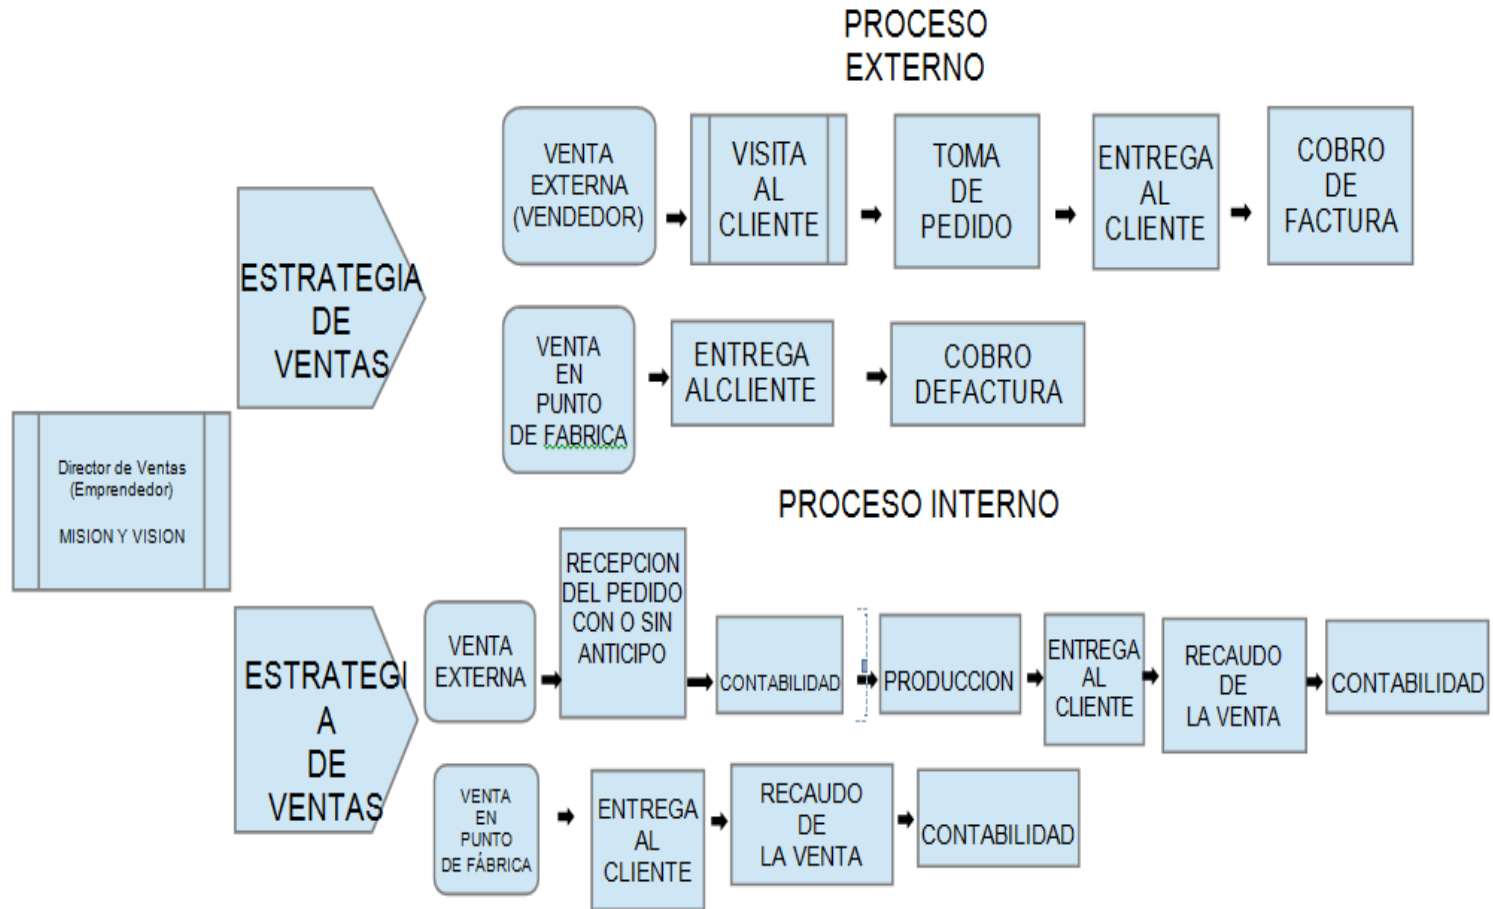 PROCESO
EXTERNO
VENTA
EXTERNA
(VENDEDOR)
VISITA
AL
CLIENTE
TOMA
DE
PEDIDO
ENTREGA
AL
CLIENTE
COBRO
DE
FACTURA
ESTRATEGIA
DE
VENTAS
VENTA
EN
PUNTO
DE FABRICA
ENTREGA
ALCLIENTE
COBRO
DEFACTURA
Director de Ventas
(Emprendedor)
MISION Y VISION
PROCESO INTERNO
ESTRATEGI
A
DE
VENTAS
VENTA
EXTERNA
RECEPCION
DEL PEDIDO
CON O SIN
ANTICIPO
CONTABILIDAD
PRODUCCION
ENTREGA
AL
CLIENTE
RECAUDO
DE
LA VENTA
CONTABILIDAD
VENTA
EN
PUNTO
DE FÁBRICA
ENTREGA
AL
CLIENTE
RECAUDO
DE
LA VENTA
CONTABILIDAD